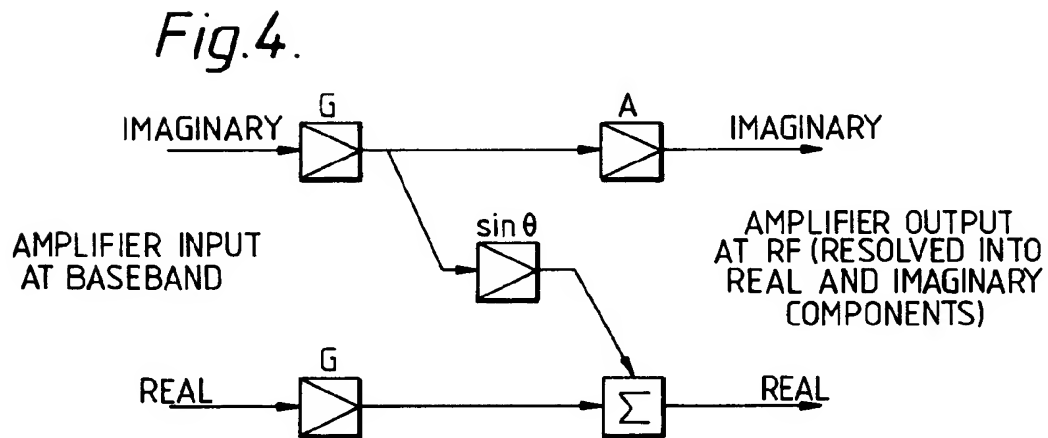 Fig.4.
G
A
IMAGINARY
IMAGINARY
sin θ
AMPLIFIER INPUT
AT BASEBAND
AMPLIFIER OUTPUT
AT RF (RESOLVED INTO
REAL AND IMAGINARY
COMPONENTS)
G
REAL
Σ
REAL